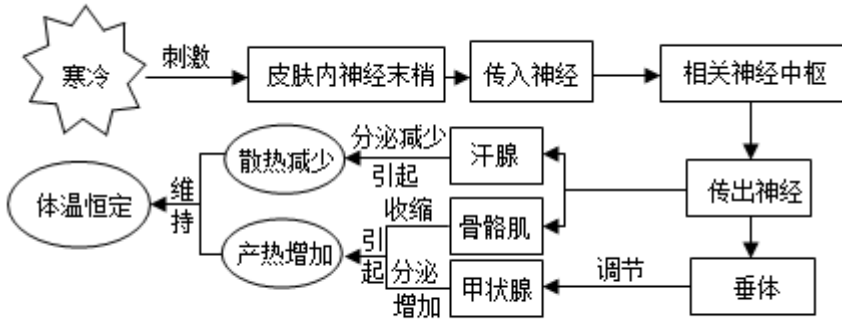 寒冷
刺激
皮肤内神经末梢
传入神经
相关神经中枢
传出神经
垂体
调节
汗腺
骨骼肌
甲状腺
分泌减少
引起
收缩
引起
分泌
增加
散热减少
产热增加
维持
体温恒定